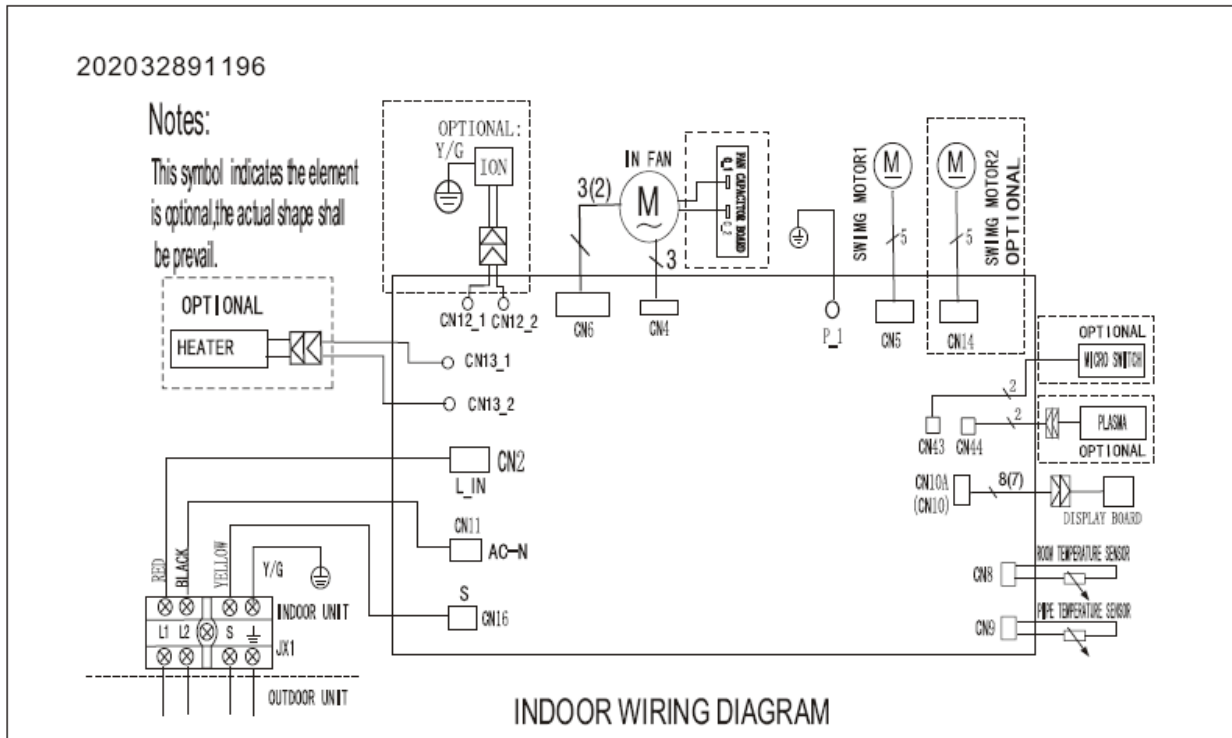 202032891196
Notes:
This symbol indicates the element
is optional,the actual shape shall
be prevail.
OPTIONAL:
Y/G
ION
IN FAN
3(2)
M
3
FAN CAPACITOR BOARD
M
SWIMG MOTOR1
5
M
SWIMG MOTOR2
OPTIONAL
5
OPTIONAL
HEATER
CN12_1
CN12_2
CN6
CN4
P_1
CN5
CN14
CN13_1
CN13_2
OPTIONAL
MICRO SWITCH
2
2
PLASMA
OPTIONAL
CN43
CN44
CN2
L_IN
CN10A
(CN10)
8(7)
DISPLAY BOARD
CN11
AC-N
RED
BLACK
YELLOW
Y/G
ROOM TEMPERATURE SENSOR
CN8
S
CN16
PIPE TEMPERATURE SENSOR
CN9
INDOOR UNIT
L1
L2
S
JX1
OUTDOOR UNIT
INDOOR WIRING DIAGRAM